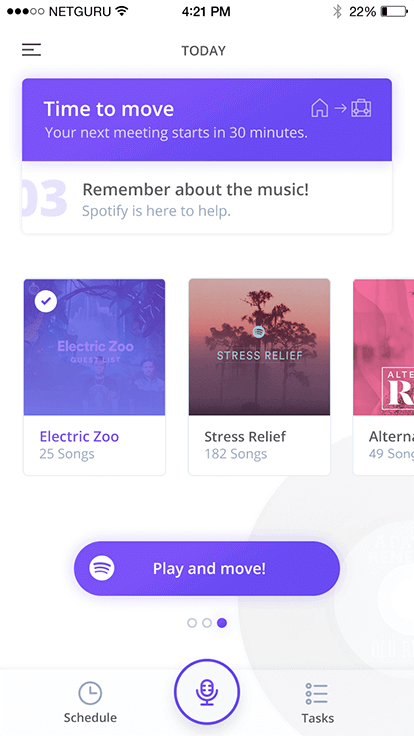 NETGURU 4:21 PM 22%
TODAY
Time to move
Your next meeting starts in 30 minutes.
03
Remember about the music!
Spotify is here to help.
Electric Zoo
GUEST LIST
STRESS RELIEF
ALTE
R
Electric Zoo
25 Songs
Stress Relief
182 Songs
Alterna
49 Song
Play and move!
Schedule
Tasks